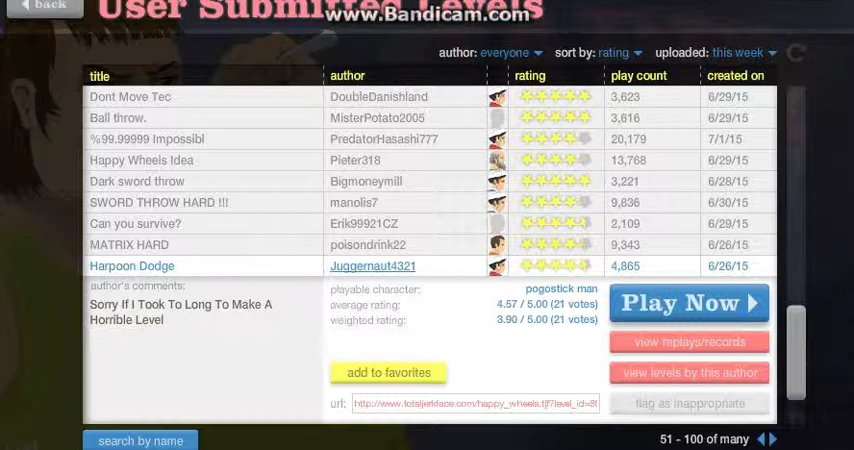 back
User Submitted Levels
www.Bandicam.com
author: everyone sort by: rating uploaded: this week
title author rating play count created on
Dont Move Tec DoubleDanishland 3,623 6/29/15
Ball throw. MisterPotato2005 3,616 6/29/15
%99.99999 Impossibl PredatorHasashi777 20,179 7/1/15
Happy Wheels Idea Pieter318 13,768 6/29/15
Dark sword throw Bigmoneymill 3,221 6/28/15
SWORD THROW HARD !!! manolis7 9,836 6/30/15
Can you survive? Erik99921CZ 2,109 6/29/15
MATRIX HARD poisondrink22 9,343 6/26/15
Harpoon Dodge Juggernaut4321 4,865 6/26/15
author's comments:
Sorry If I Took To Long To Make A
Horrible Level
playable character: pogostick man
average rating: 4.57 / 5.00 (21 votes)
weighted rating: 3.90 / 5.00 (21 votes)
Play Now
view replays/records
add to favorites
view levels by this author
url: http://www.totaljerkface.com/happy_wheels.tjf?level_id=
flag as inappropriate
search by name
51 - 100 of many